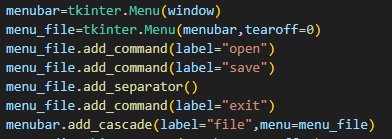 menubar=tkinter.Menu(window)
menu_file=tkinter.Menu(menubar,tearoff=0)
menu_file.add_command(label="open")
menu_file.add_command(label="save")
menu_file.add_separator()
menu_file.add_command(label="exit")
menubar.add_cascade(label="file",menu=menu_file)